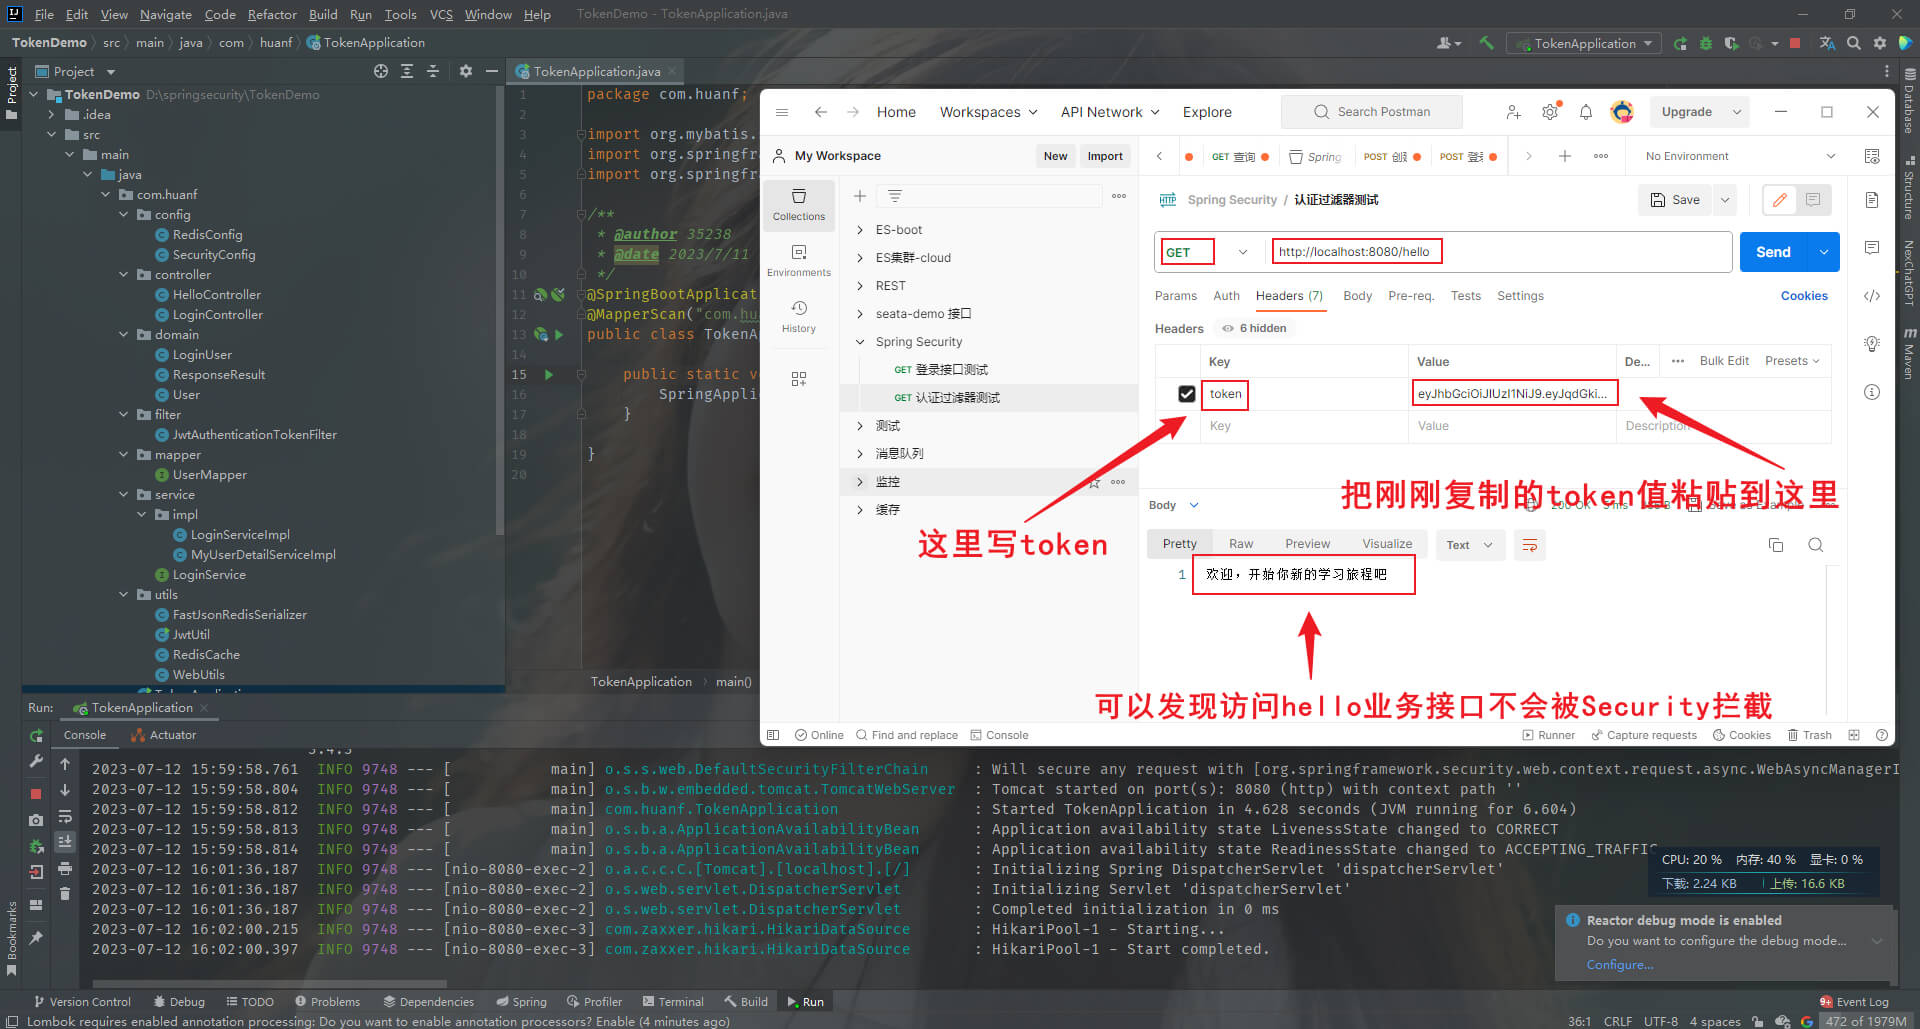 File Edit View Navigate Code Refactor Build Run Tools VCS Window Help TokenDemo - TokenApplication.java
TokenDemo src main java com huanf TokenApplication
TokenApplication
Project
TokenApplication.java
TokenDemo D:\springsecurity\TokenDemo
.idea
src
main
java
com.huanf
config
RedisConfig
SecurityConfig
controller
HelloController
LoginController
domain
LoginUser
ResponseResult
User
filter
JwtAuthenticationTokenFilter
mapper
UserMapper
service
impl
LoginServiceImpl
MyUserDetailServiceImpl
LoginService
utils
FastJsonRedisSerializer
JwtUtil
RedisCache
WebUtils
Project
Bookmarks
1 package com.huanf;
2
3 import org.mybatis.
4 import org.springfra
5 import org.springfra
6
7 /**
8 * @author 35238
9 * @date 2023/7/11
10 */
11 @SpringBootApplicat
12 @MapperScan("com.hua
13 public class TokenAp
14
15 public static vo
16 SpringApplic
17 }
18
19 }
20
TokenApplication main()
Home Workspaces API Network Explore Search Postman Upgrade
My Workspace New Import
GET 查询 Spring POST 创 POST 登 No Environment
Collections
Environments
History
ES-boot
ES集群-cloud
REST
seata-demo 接口
Spring Security
GET 登录接口测试
GET 认证过滤器测试
测试
消息队列
监控
缓存
Spring Security / 认证过滤器测试 Save
GET http://localhost:8080/hello Send
Params Auth Headers (7) Body Pre-req. Tests Settings Cookies
Headers 6 hidden
Key Value De... Bulk Edit Presets
token eyJhbGciOiJIUzI1NiJ9.eyJqdGki...
Key Value Description
把刚刚复制的token值粘贴到这里
这里写token
Body
Pretty Raw Preview Visualize Text
1 欢迎，开始你新的学习旅程吧
可以发现访问hello业务接口不会被Security拦截
Online Find and replace Console Runner Capture requests Cookies Trash
Database
Structure
NexChatGPT
Maven
Run: TokenApplication
Console Actuator
2023-07-12 15:59:58.761 INFO 9748 --- [ main] o.s.s.web.DefaultSecurityFilterChain : Will secure any request with [org.springframework.security.web.context.request.async.WebAsyncManagerI
2023-07-12 15:59:58.804 INFO 9748 --- [ main] o.s.b.w.embedded.tomcat.TomcatWebServer : Tomcat started on port(s): 8080 (http) with context path ''
2023-07-12 15:59:58.812 INFO 9748 --- [ main] com.huanf.TokenApplication : Started TokenApplication in 4.628 seconds (JVM running for 6.604)
2023-07-12 15:59:58.813 INFO 9748 --- [ main] o.s.b.a.ApplicationAvailabilityBean : Application availability state LivenessState changed to CORRECT
2023-07-12 15:59:58.814 INFO 9748 --- [ main] o.s.b.a.ApplicationAvailabilityBean : Application availability state ReadinessState changed to ACCEPTING_TRAFFIC
2023-07-12 16:01:36.187 INFO 9748 --- [nio-8080-exec-2] o.a.c.c.C.[Tomcat].[localhost].[/] : Initializing Spring DispatcherServlet 'dispatcherServlet'
2023-07-12 16:01:36.187 INFO 9748 --- [nio-8080-exec-2] o.s.web.servlet.DispatcherServlet : Initializing Servlet 'dispatcherServlet'
2023-07-12 16:01:36.187 INFO 9748 --- [nio-8080-exec-2] o.s.web.servlet.DispatcherServlet : Completed initialization in 0 ms
2023-07-12 16:02:00.215 INFO 9748 --- [nio-8080-exec-3] com.zaxxer.hikari.HikariDataSource : HikariPool-1 - Starting...
2023-07-12 16:02:00.397 INFO 9748 --- [nio-8080-exec-3] com.zaxxer.hikari.HikariDataSource : HikariPool-1 - Start completed.
CPU: 20 % 内存: 40 % 显卡: 0 %
下载: 2.24 KB 上传: 16.6 KB
Reactor debug mode is enabled
Do you want to configure the debug mode...
Configure...
Version Control Debug TODO Problems Dependencies Spring Profiler Terminal Build Run 9+ Event Log
Lombok requires enabled annotation processing: Do you want to enable annotation processors? Enable (4 minutes ago) 36:1 CRLF UTF-8 4 spaces 472 of 1979M